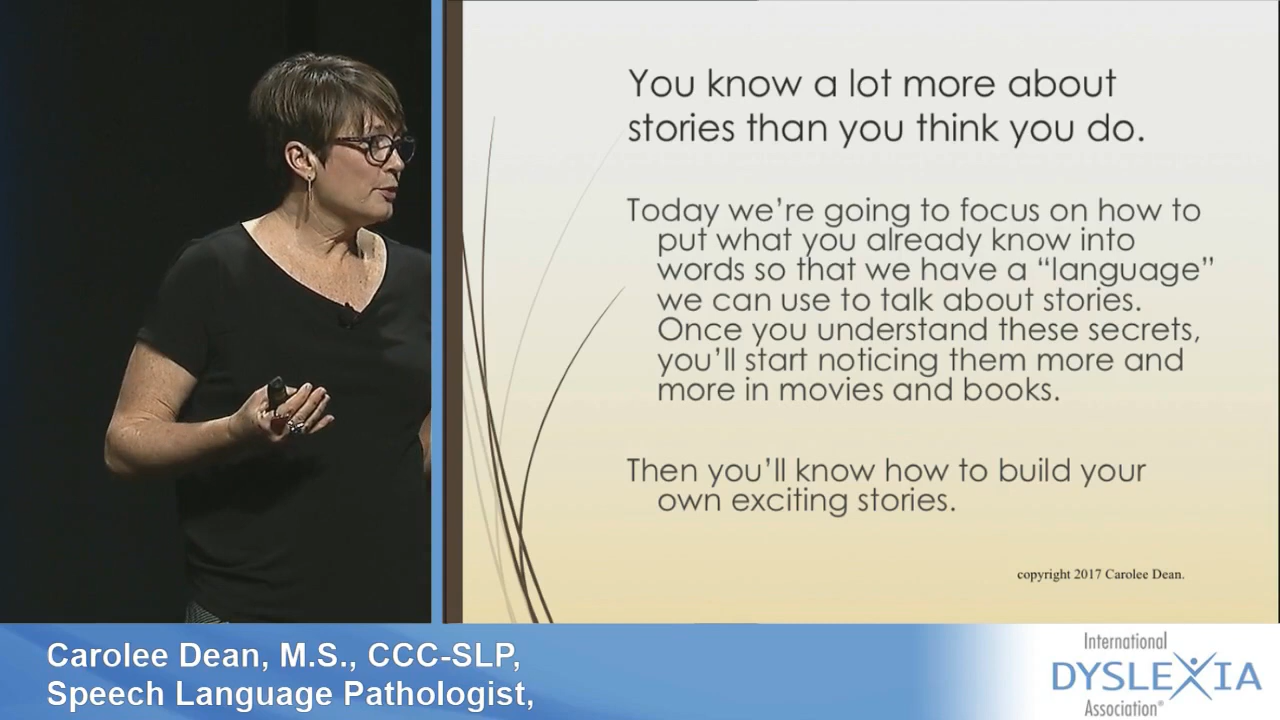 You know a lot more about
stories than you think you do.
Today we're going to focus on how to
put what you already know into
words so that we have a “language”
we can use to talk about stories.
Once you understand these secrets,
you'll start noticing them more and
more in movies and books.
Then you'll know how to build your
own exciting stories.
copyright 2017 Carolee Dean.
Carolee Dean, M.S., CCC-SLP,
Speech Language Pathologist,
International
DYSLEXIA
Association®